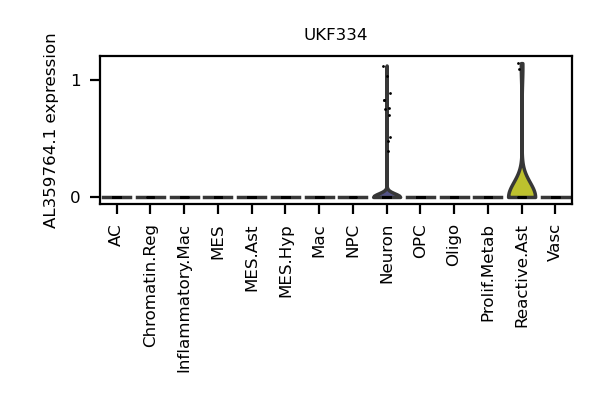 UKF334
AL359764.1 expression
1
0
AC
Chromatin.Reg
Inflammatory.Mac
MES
MES.Ast
MES.Hyp
Mac
NPC
Neuron
OPC
Oligo
Prolif.Metab
Reactive.Ast
Vasc